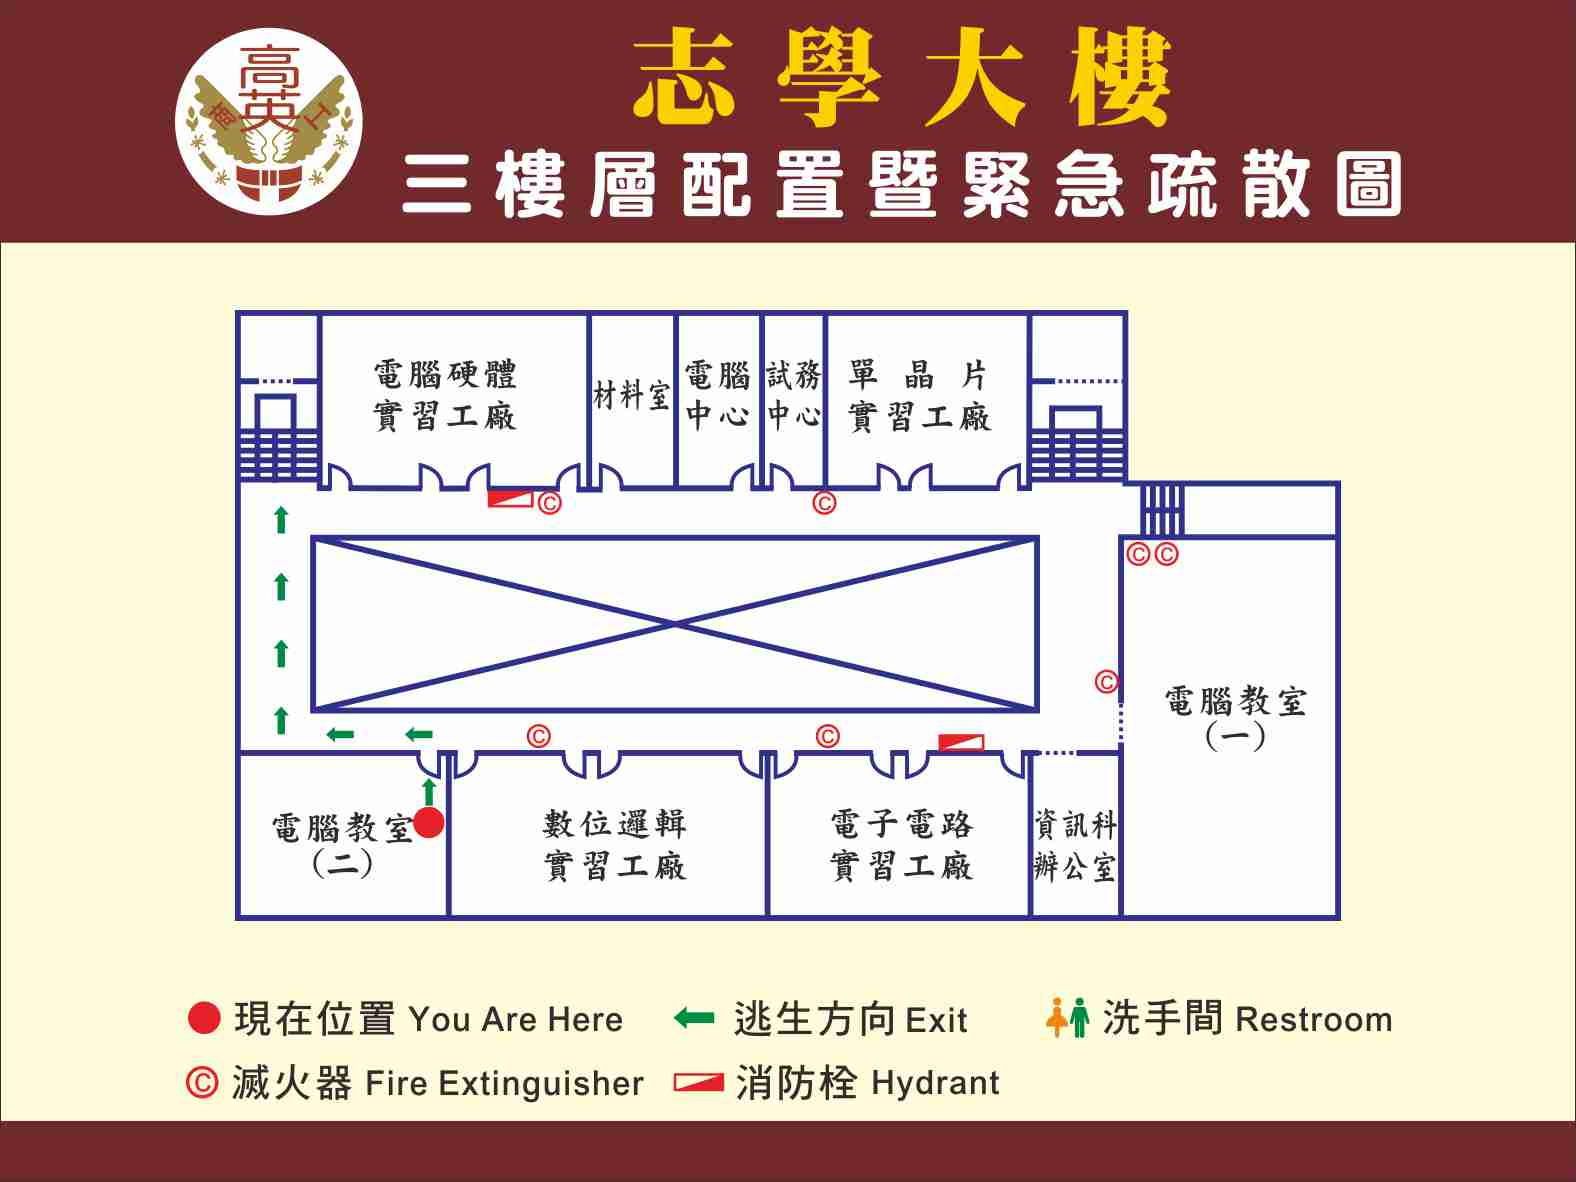 高英
商工
志學大樓
三樓層配置暨緊急疏散圖
電腦硬體
實習工廠
材料室
電腦
中心
試務
中心
單晶片
實習工廠
C
C
C C
C
電腦教室
(一)
C
C
電腦教室
(二)
數位邏輯
實習工廠
電子電路
實習工廠
資訊科
辦公室
現在位置 You Are Here
逃生方向 Exit
洗手間 Restroom
C 滅火器 Fire Extinguisher
消防栓 Hydrant